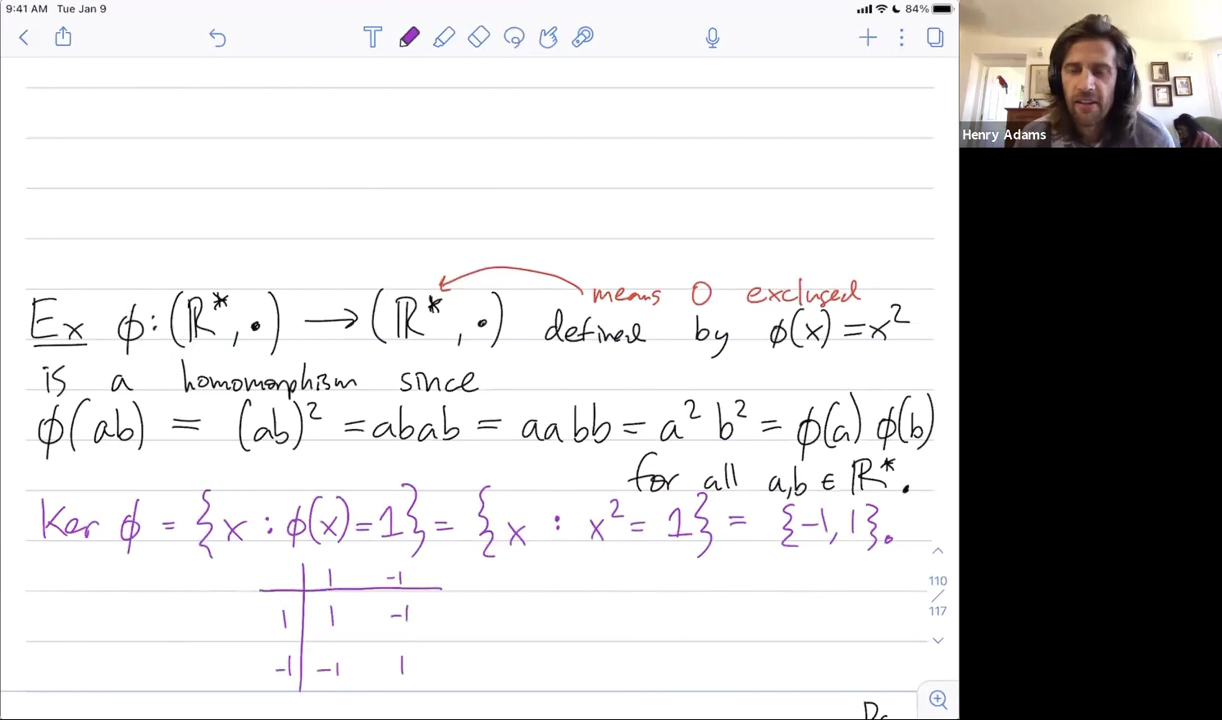 9:41 AM Tue Jan 9
84%
Henry Adams
means 0 excluded
Ex φ: (ℝ*, •) → (ℝ*, •) defined by φ(x) = x²
is a homomorphism since
φ(ab) = (ab)² = abab = aabb = a² b² = φ(a) φ(b)
for all a,b ∈ ℝ*.
Ker φ = {x : φ(x) = 1} = {x : x² = 1} = {-1, 1}.
1 -1
1 1 -1
-1 -1 1
110
/
117